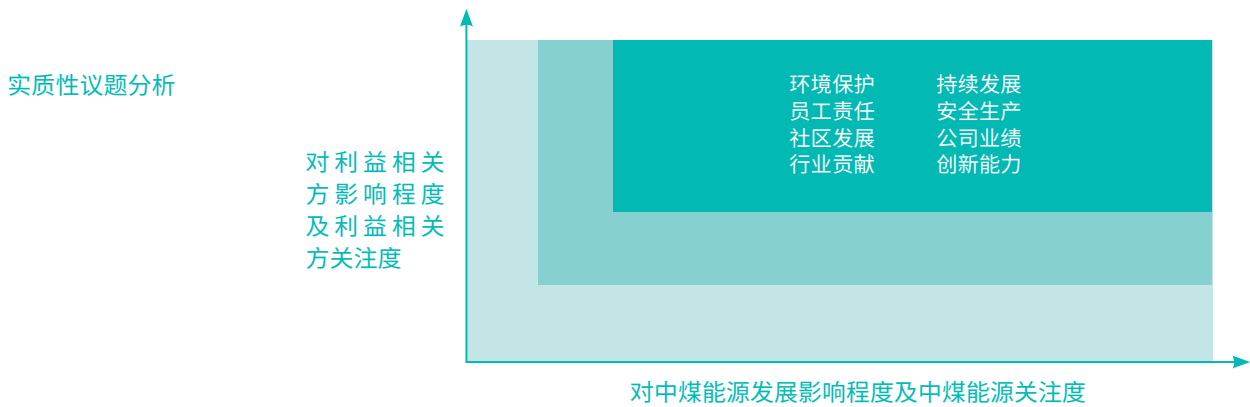 实质性议题分析
对利益相关
方影响程度
及利益相关
方关注度
环境保护 持续发展
员工责任 安全生产
社区发展 公司业绩
行业贡献 创新能力
对中煤能源发展影响程度及中煤能源关注度